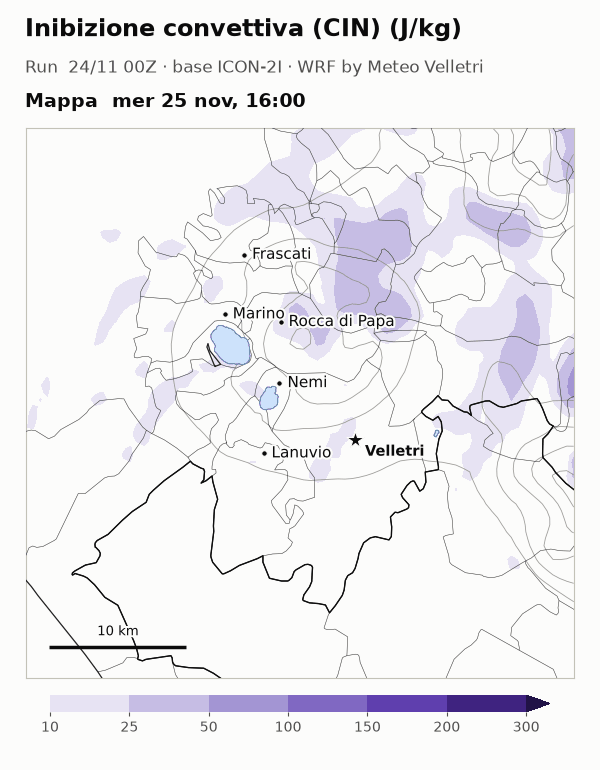 Inibizione convettiva (CIN) (J/kg)
Run  24/11 00Z · base ICON-2I · WRF by Meteo Velletri
Mappa  mer 25 nov, 16:00
Frascati
Marino
Rocca di Papa
Nemi
Velletri
Lanuvio
10 km
10 25 50 100 150 200 300